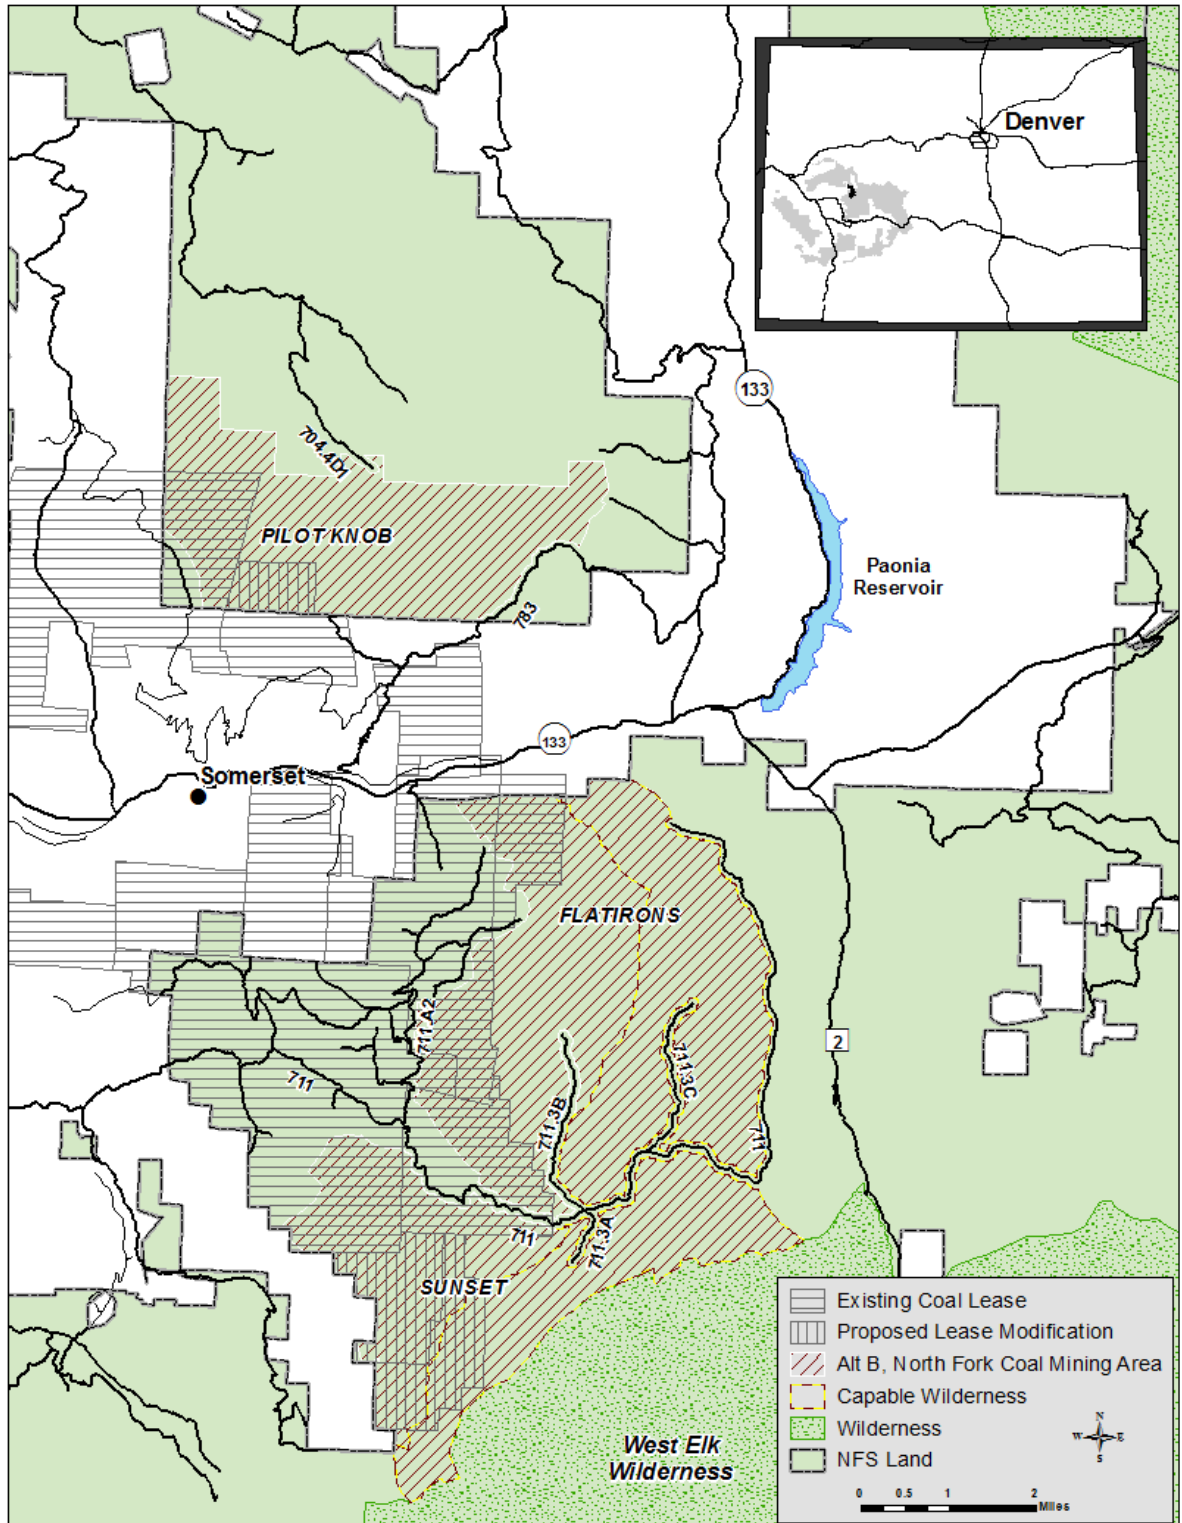 Denver
133
704.4D1
PILOT KNOB
Paonia
Reservoir
783
133
Somerset
FLATIRONS
711.A2
2
711
711.3C
711.3B
711
711
711.3A
SUNSET
West Elk
Wilderness
Existing Coal Lease
Proposed Lease Modification
Alt B, North Fork Coal Mining Area
Capable Wilderness
Wilderness
NFS Land
N
W E
S
0 0.5 1 2
Miles